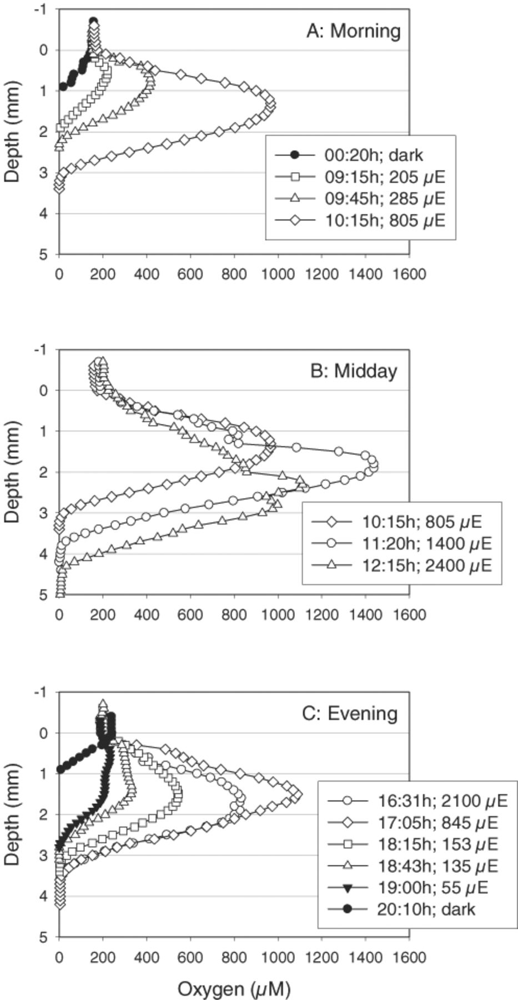 -1
A: Morning
0
1
2
3
4
5
Depth (mm)
00:20h; dark
09:15h; 205 µE
09:45h; 285 µE
10:15h; 805 µE
0 200 400 600 800 1000 1200 1400 1600
-1
B: Midday
0
1
2
3
4
5
Depth (mm)
10:15h; 805 µE
11:20h; 1400 µE
12:15h; 2400 µE
0 200 400 600 800 1000 1200 1400 1600
-1
C: Evening
0
1
2
3
4
5
Depth (mm)
16:31h; 2100 µE
17:05h; 845 µE
18:15h; 153 µE
18:43h; 135 µE
19:00h; 55 µE
20:10h; dark
0 200 400 600 800 1000 1200 1400 1600
Oxygen (µM)